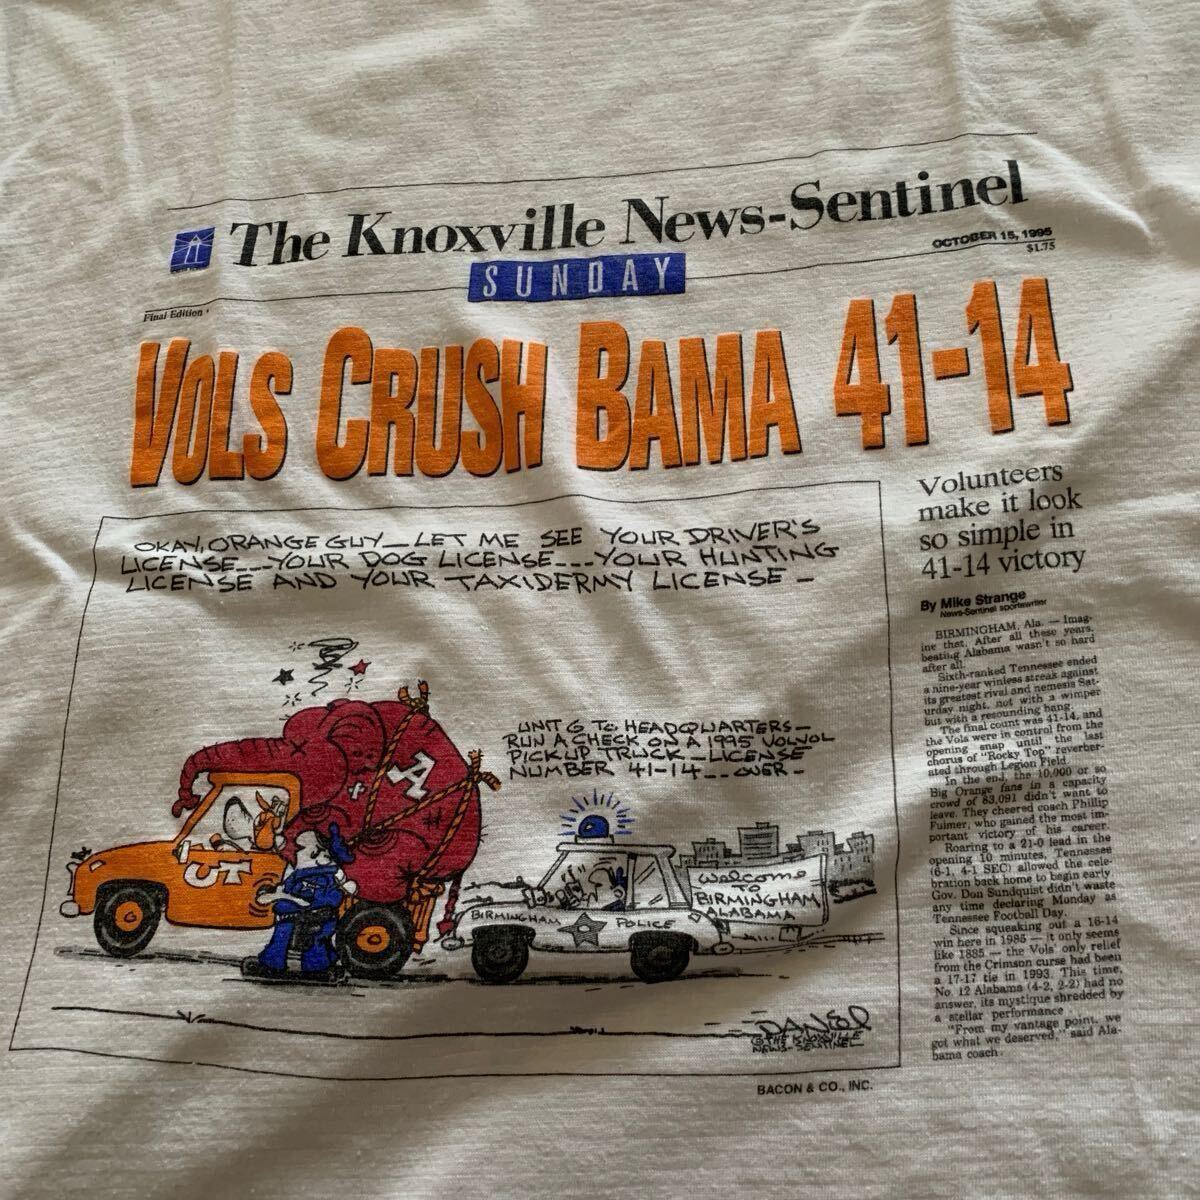 The Knoxville News-Sentinel
SUNDAY
OCTOBER 15, 1995
$1.75
Final Edition
VOLS CRUSH BAMA 41-14
OKAY, ORANGE GUY_LET ME SEE YOUR DRIVER'S
LICENSE___YOUR DOG LICENSE___YOUR HUNTING
LICENSE AND YOUR TAXIDERMY LICENSE_
UNIT 6 TO HEADQUARTERS_
RUN A CHECK ON A 1995 VOLVOL
PICKUP TRUCK_LICENSE
NUMBER 41-14__OVER_
A
UT
BIRMINGHAM
POLICE
Welcome
TO
BIRMINGHAM,
ALABAMA
DANIEL
©THE KNOXVILLE
NEWS-SENTINEL
BACON & CO., INC.
Volunteers
make it look
so simple in
41-14 victory
By Mike Strange
News-Sentinel sportswriter
BIRMINGHAM, Ala. — Imag-
ine that. After all these years,
beating Alabama wasn't so hard
after all.
Sixth-ranked Tennessee ended
a nine-year winless streak against
its greatest rival and nemesis Sat-
urday night, not with a wimper
but with a resounding bang.
The final count was 41-14, and
the Vols were in control from the
opening snap until the last
chorus of "Rocky Top" reverber-
ated through Legion Field.
In the end, the 10,000 or so
Big Orange fans in a capacity
crowd of 83,091 didn't want to
leave. They cheered coach Phillip
Fulmer, who gained the most im-
portant victory of his career.
Roaring to a 21-0 lead in the
opening 10 minutes, Tennessee
(6-1, 4-1 SEC) allowed the cele-
bration back home to begin early
Gov. Don Sundquist didn't waste
any time declaring Monday as
Tennessee Football Day.
Since squeaking out a 16-14
win here in 1985 — it only seems
like 1885 — the Vols' only relief
from the Crimson curse had been
a 17-17 tie in 1993. This time,
No. 12 Alabama (4-2, 2-2) had no
answer, its mystique shredded by
a stellar performance
"From my vantage point, we
got what we deserved," said Ala-
bama coach